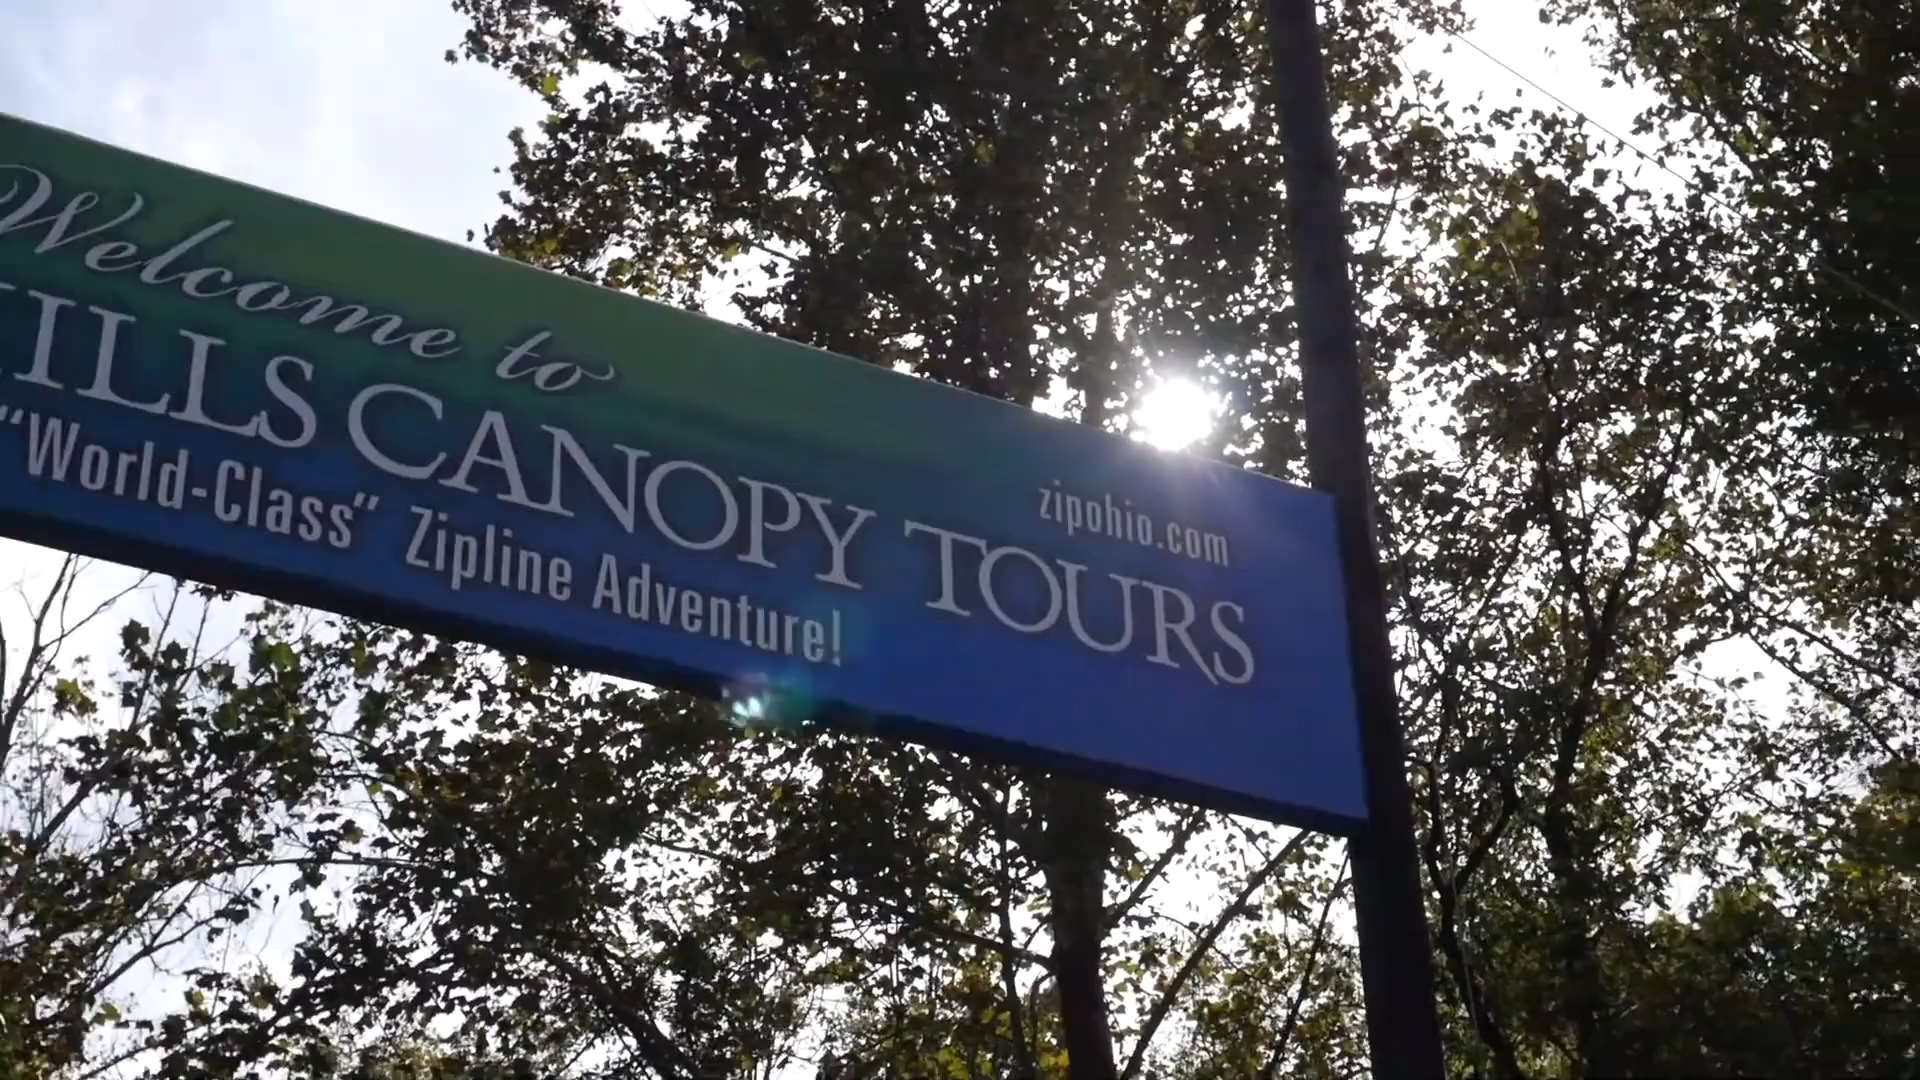 Welcome to
ILLS CANOPY TOURS
zipohio.com
"World-Class" Zipline Adventure!